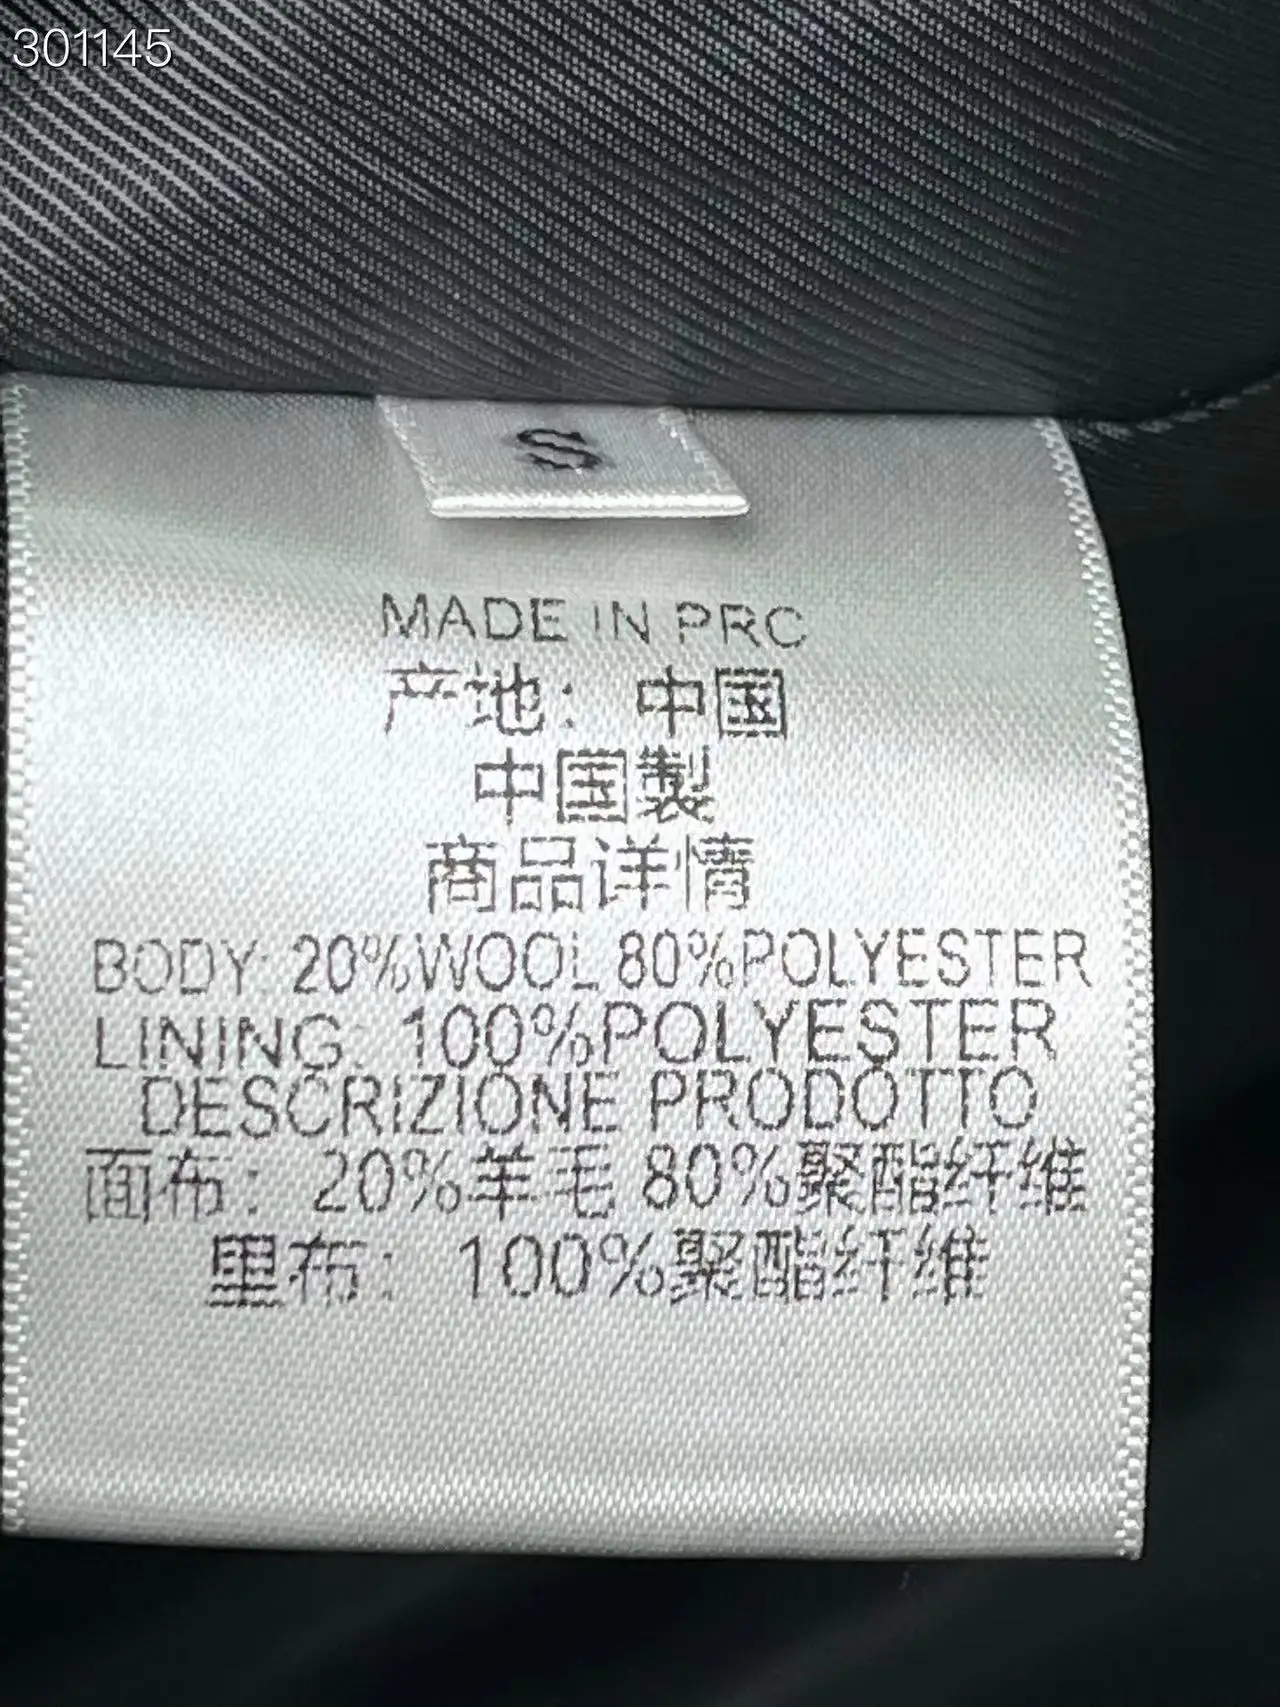 301145
S
MADE IN PRC
产地：中国
中国製
商品详情
BODY: 20%WOOL 80%POLYESTER
LINING: 100%POLYESTER
DESCRIZIONE PRODOTTO
面布：20%羊毛 80%聚酯纤维
里布：100%聚酯纤维